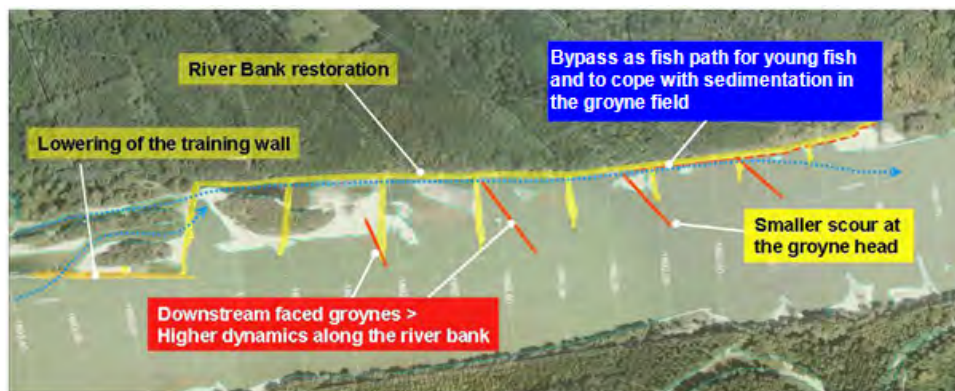 Bypass as fish path for young fish
and to cope with sedimentation in
the groyne field
River Bank restoration
Lowering of the training wall
Smaller scour at
the groyne head
Downstream faced groynes >
Higher dynamics along the river bank